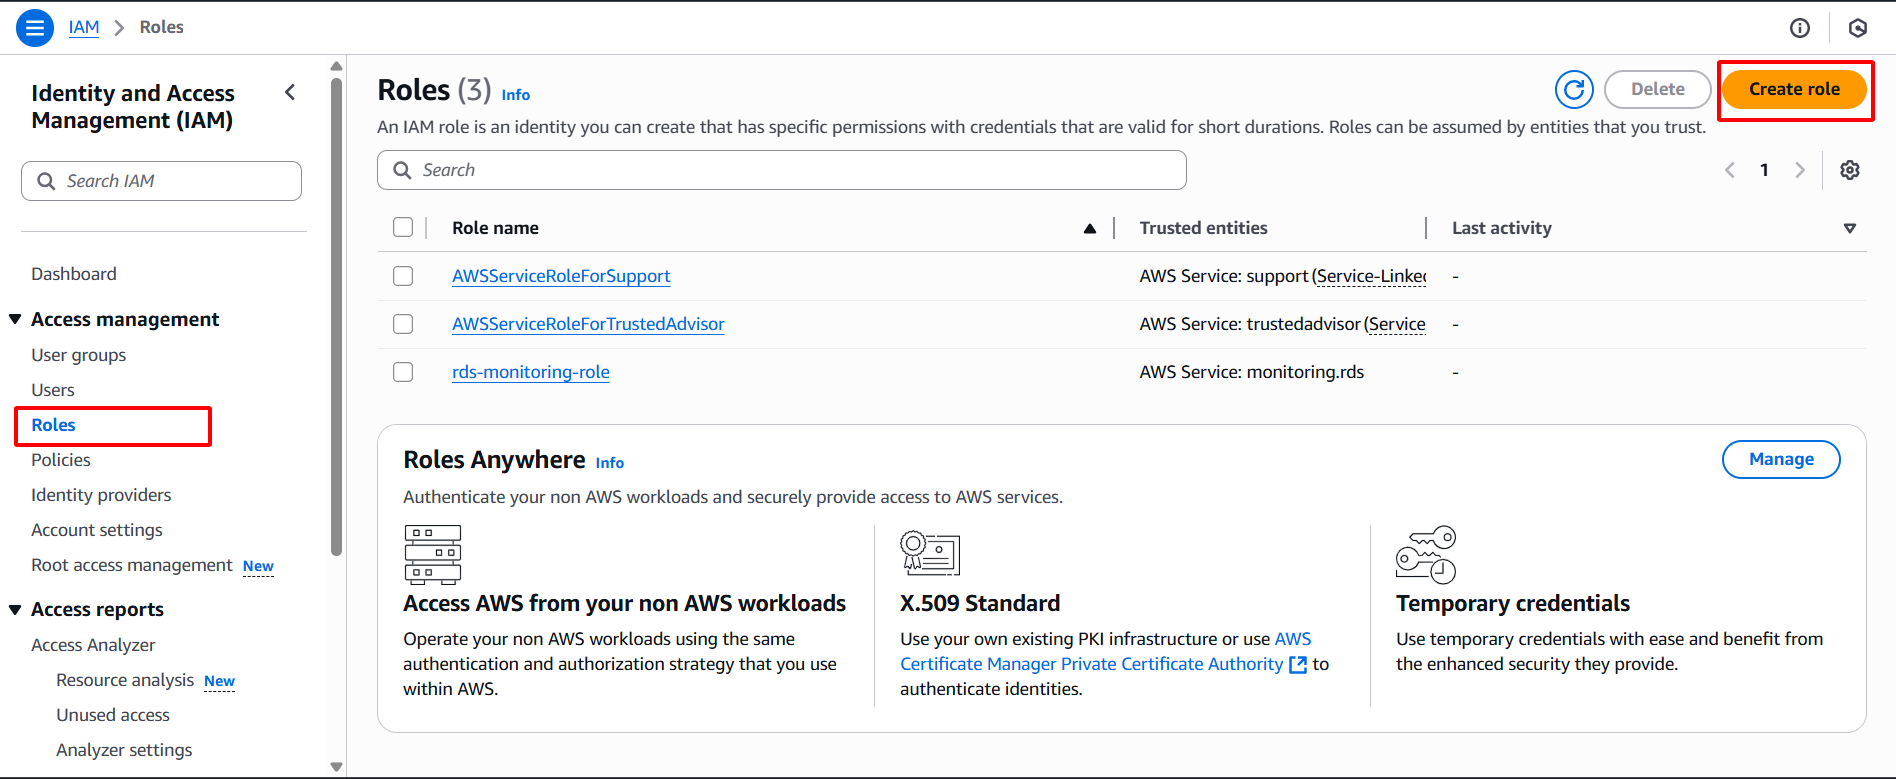 IAM > Roles
Identity and Access
Management (IAM)
Search IAM
Dashboard
Access management
User groups
Users
Roles
Policies
Identity providers
Account settings
Root access management New
Access reports
Access Analyzer
Resource analysis New
Unused access
Analyzer settings
Roles (3) Info
Delete
Create role
An IAM role is an identity you can create that has specific permissions with credentials that are valid for short durations. Roles can be assumed by entities that you trust.
Search
1
Role name Trusted entities Last activity
AWSServiceRoleForSupport AWS Service: support (Service-Linked -
AWSServiceRoleForTrustedAdvisor AWS Service: trustedadvisor (Service -
rds-monitoring-role AWS Service: monitoring.rds -
Roles Anywhere Info
Manage
Authenticate your non AWS workloads and securely provide access to AWS services.
Access AWS from your non AWS workloads
Operate your non AWS workloads using the same
authentication and authorization strategy that you use
within AWS.
X.509 Standard
Use your own existing PKI infrastructure or use AWS
Certificate Manager Private Certificate Authority to
authenticate identities.
Temporary credentials
Use temporary credentials with ease and benefit from
the enhanced security they provide.